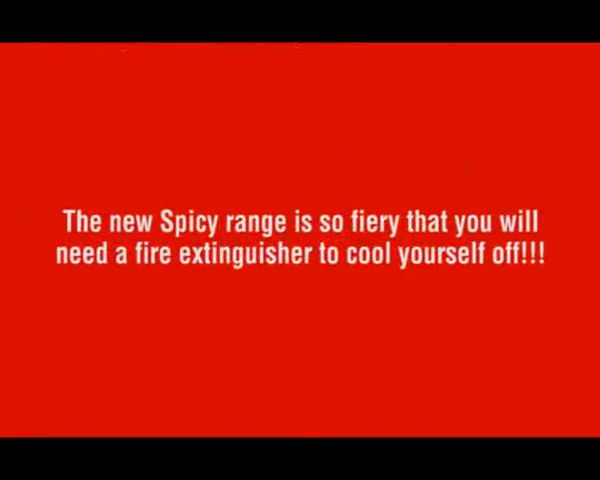 The new Spicy range is so fiery that you will
need a fire extinguisher to cool yourself off!!!